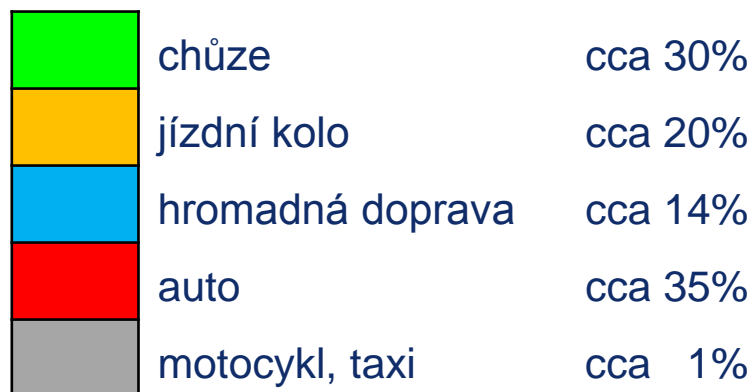 chůze cca 30%
jízdní kolo cca 20%
hromadná doprava cca 14%
auto cca 35%
motocykl, taxi cca 1%